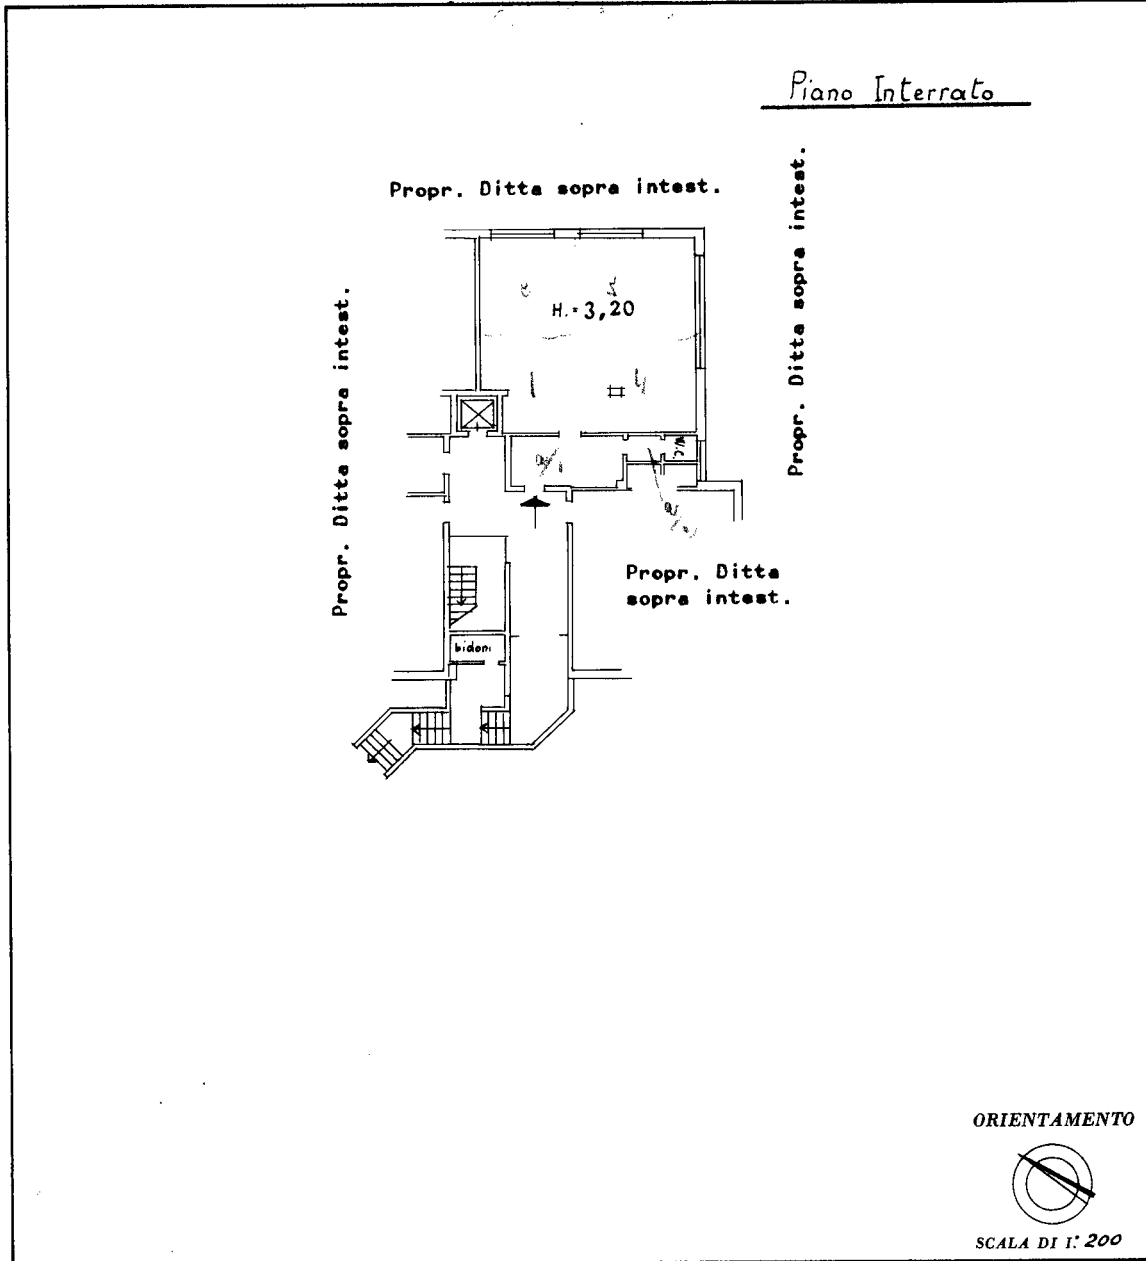 Piano Interrato
Propr. Ditta sopra intest.
Propr. Ditta sopra intest.
Propr. Ditta sopra intest.
H.=3,20
W.C.
Propr. Ditta
sopra intest.
bidoni
ORIENTAMENTO
SCALA DI 1: 200